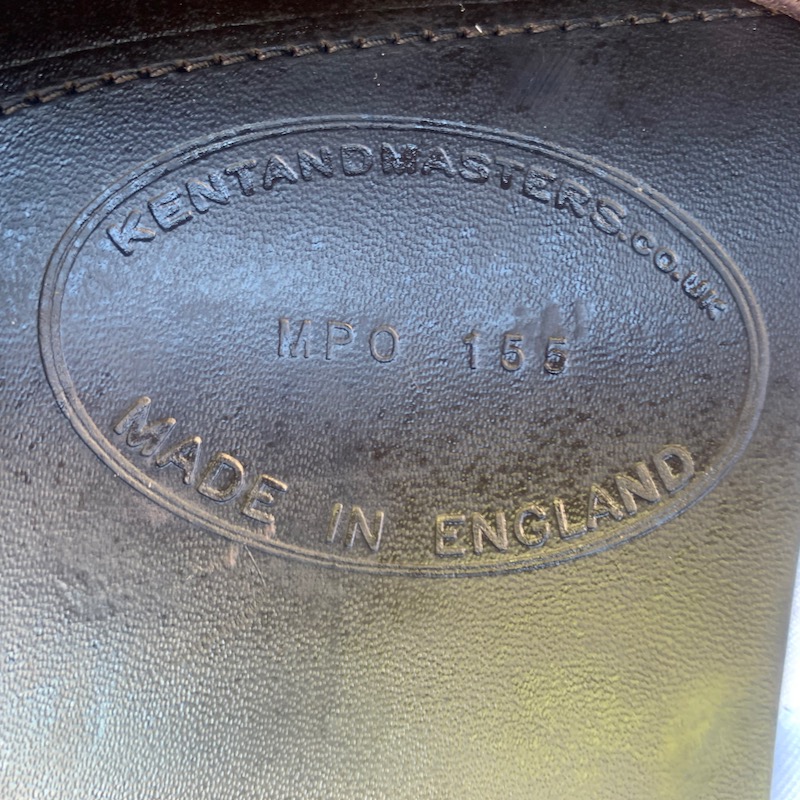 KENTANDMASTERS.CO.UK
MPO 155
MADE IN ENGLAND